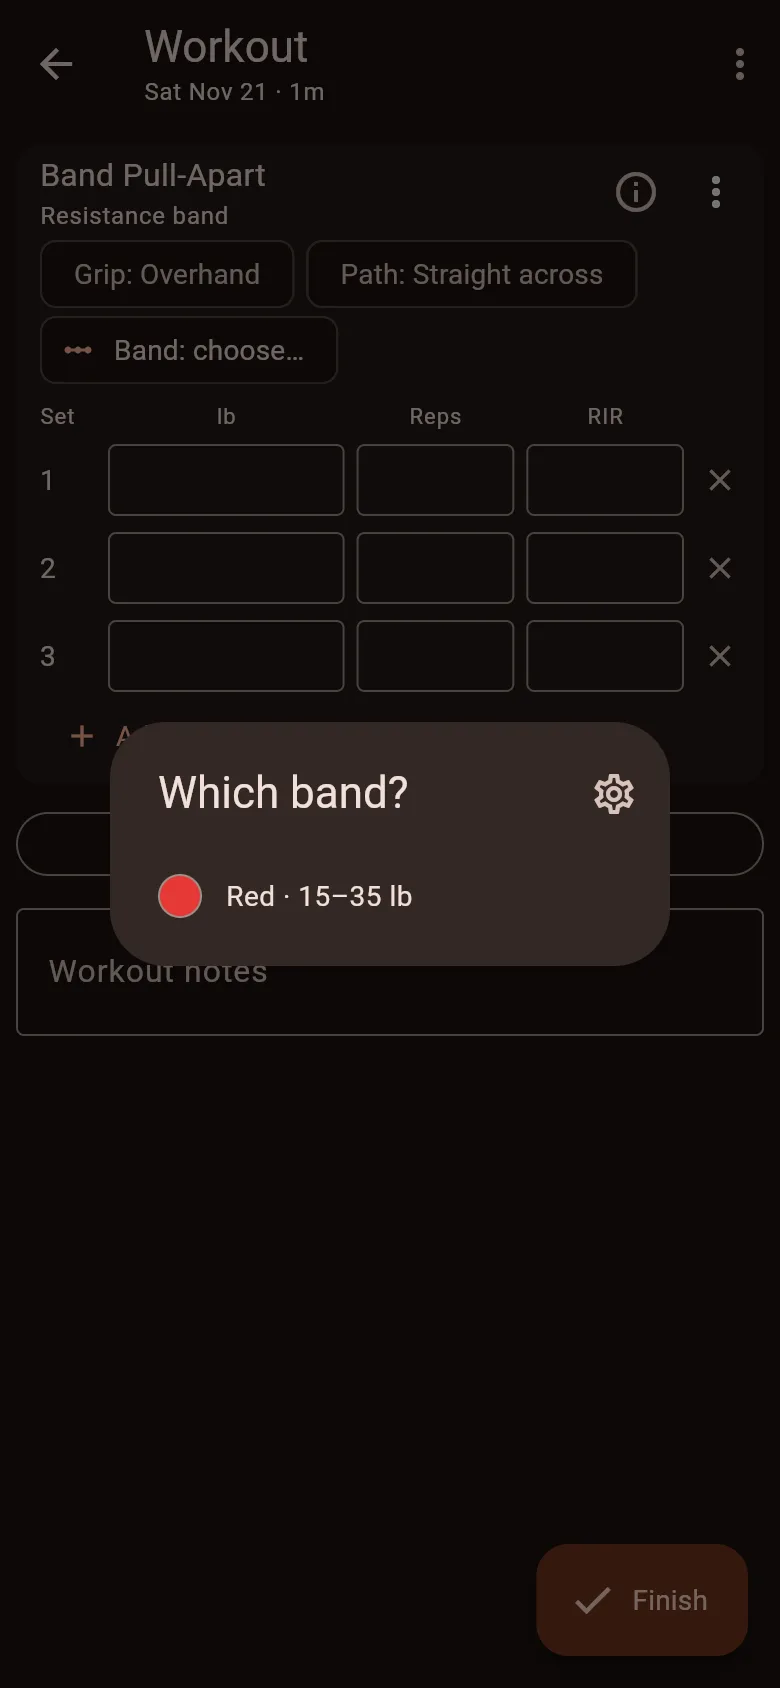 Workout
Sat Nov 21 · 1m
Band Pull-Apart
Resistance band
Grip: Overhand
Path: Straight across
Band: choose…
Set lb Reps RIR
1
2
3
Which band?
Red · 15–35 lb
Workout notes
Finish